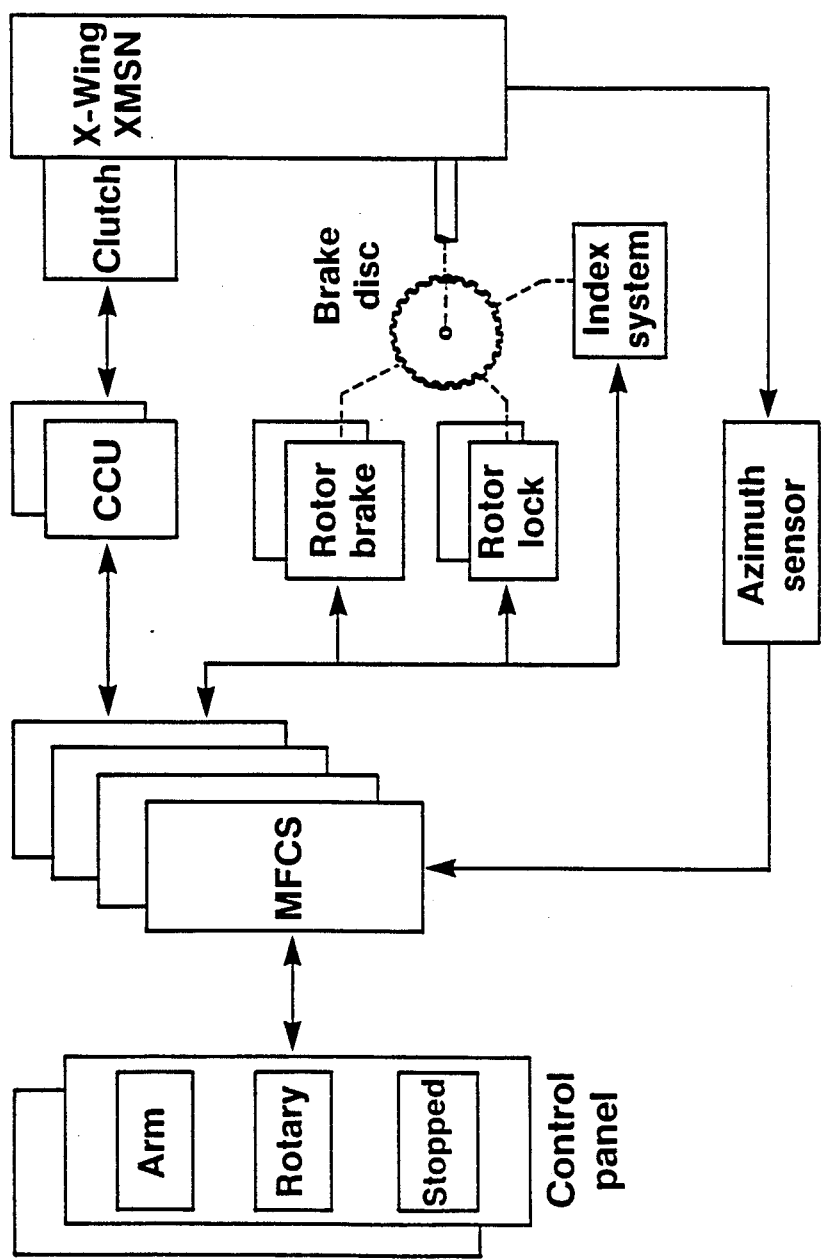 Arm
Rotary
Stopped
Control
panel
MFCS
CCU
Rotor
brake
Rotor
lock
Azimuth
sensor
Brake
disc
Index
system
Clutch
X-Wing
XMSN